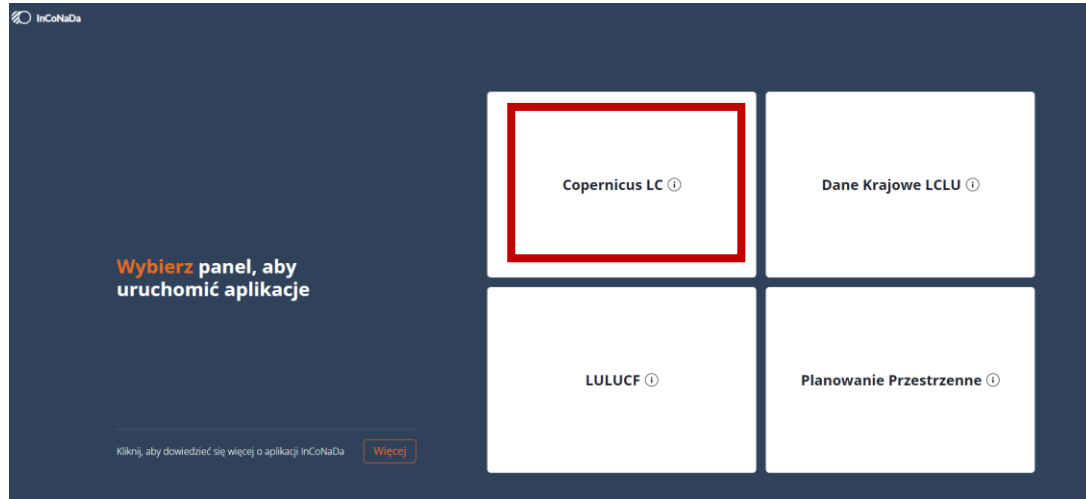 InCoNaDa
Copernicus LC
Dane Krajowe LCLU
Wybierz panel, aby
uruchomić aplikacje
LULUCF
Planowanie Przestrzenne
Kliknij, aby dowiedzieć się więcej o aplikacji InCoNaDa
Więcej